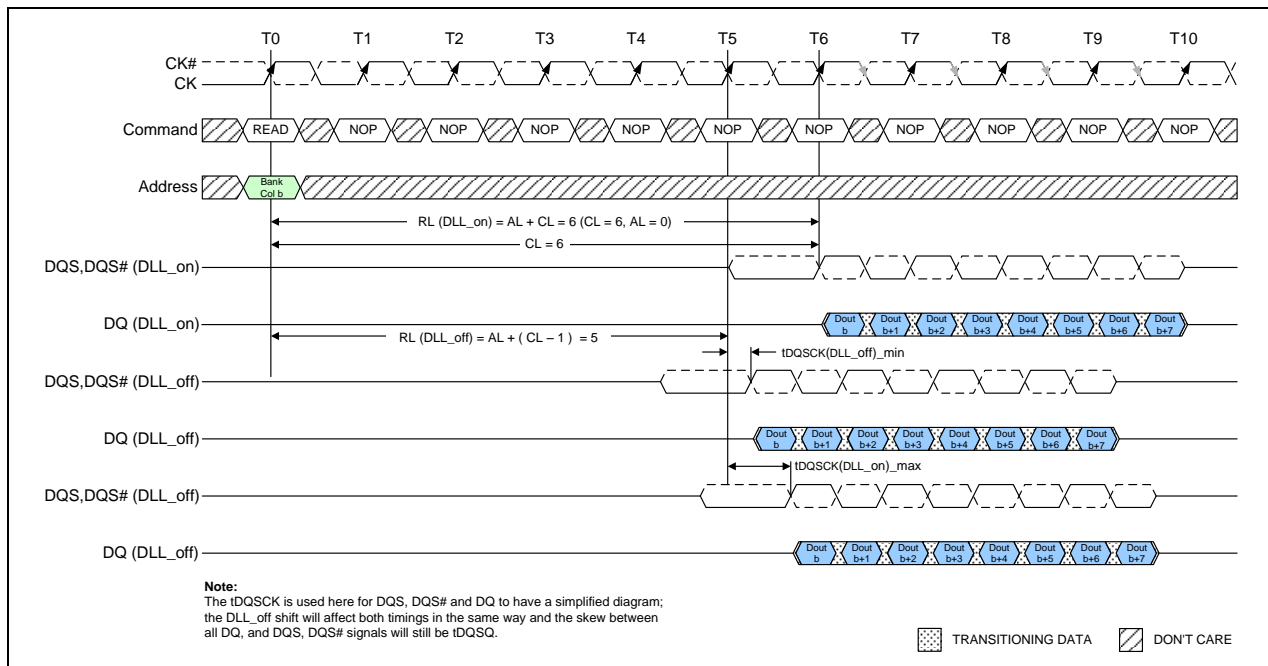 T0 T1 T2 T3 T4 T5 T6 T7 T8 T9 T10
CK#
CK
Command READ NOP NOP NOP NOP NOP NOP NOP NOP NOP NOP
Address Bank
Col b
RL (DLL_on) = AL + CL = 6 (CL = 6, AL = 0)
CL = 6
DQS,DQS# (DLL_on)
DQ (DLL_on) Dout Dout Dout Dout Dout Dout Dout Dout
b b+1 b+2 b+3 b+4 b+5 b+6 b+7
RL (DLL_off) = AL + ( CL – 1 ) = 5
tDQSCK(DLL_off)_min
DQS,DQS# (DLL_off)
DQ (DLL_off) Dout Dout Dout Dout Dout Dout Dout Dout
b b+1 b+2 b+3 b+4 b+5 b+6 b+7
tDQSCK(DLL_on)_max
DQS,DQS# (DLL_off)
DQ (DLL_off) Dout Dout Dout Dout Dout Dout Dout Dout
b b+1 b+2 b+3 b+4 b+5 b+6 b+7
Note:
The tDQSCK is used here for DQS, DQS# and DQ to have a simplified diagram;
the DLL_off shift will affect both timings in the same way and the skew between
all DQ, and DQS, DQS# signals will still be tDQSQ.
TRANSITIONING DATA DON'T CARE